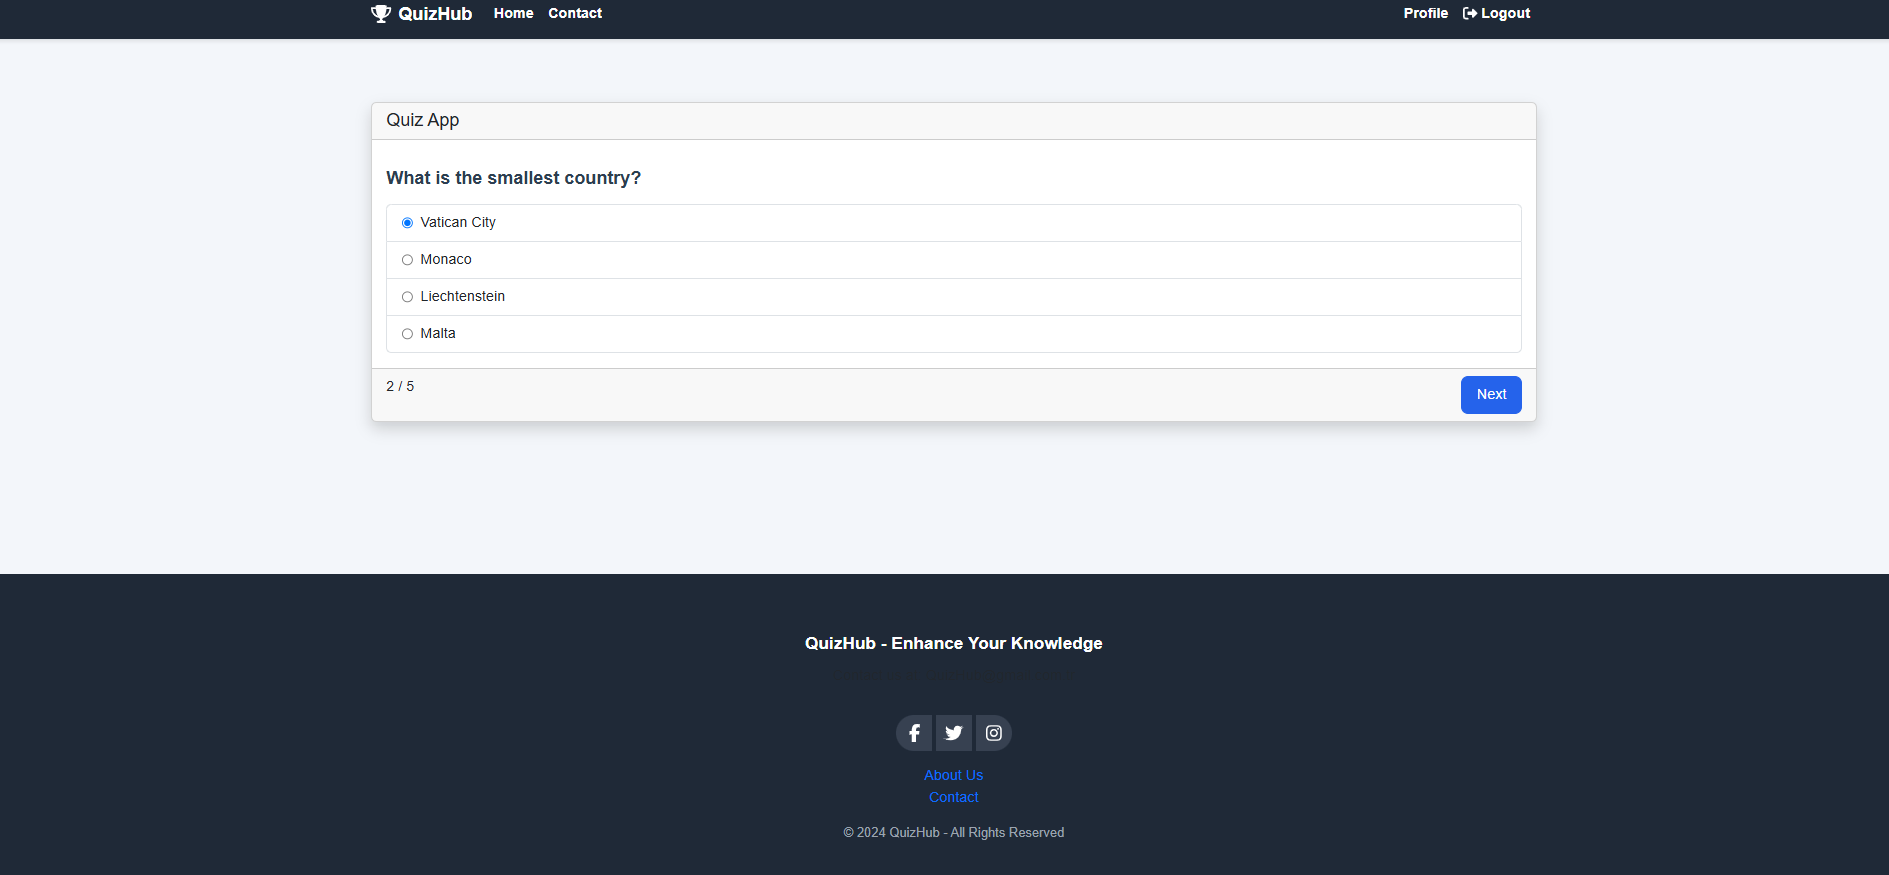 QuizHub Home Contact Profile Logout
Quiz App
What is the smallest country?
Vatican City
Monaco
Liechtenstein
Malta
2 / 5
Next
QuizHub - Enhance Your Knowledge
About Us
Contact
© 2024 QuizHub - All Rights Reserved